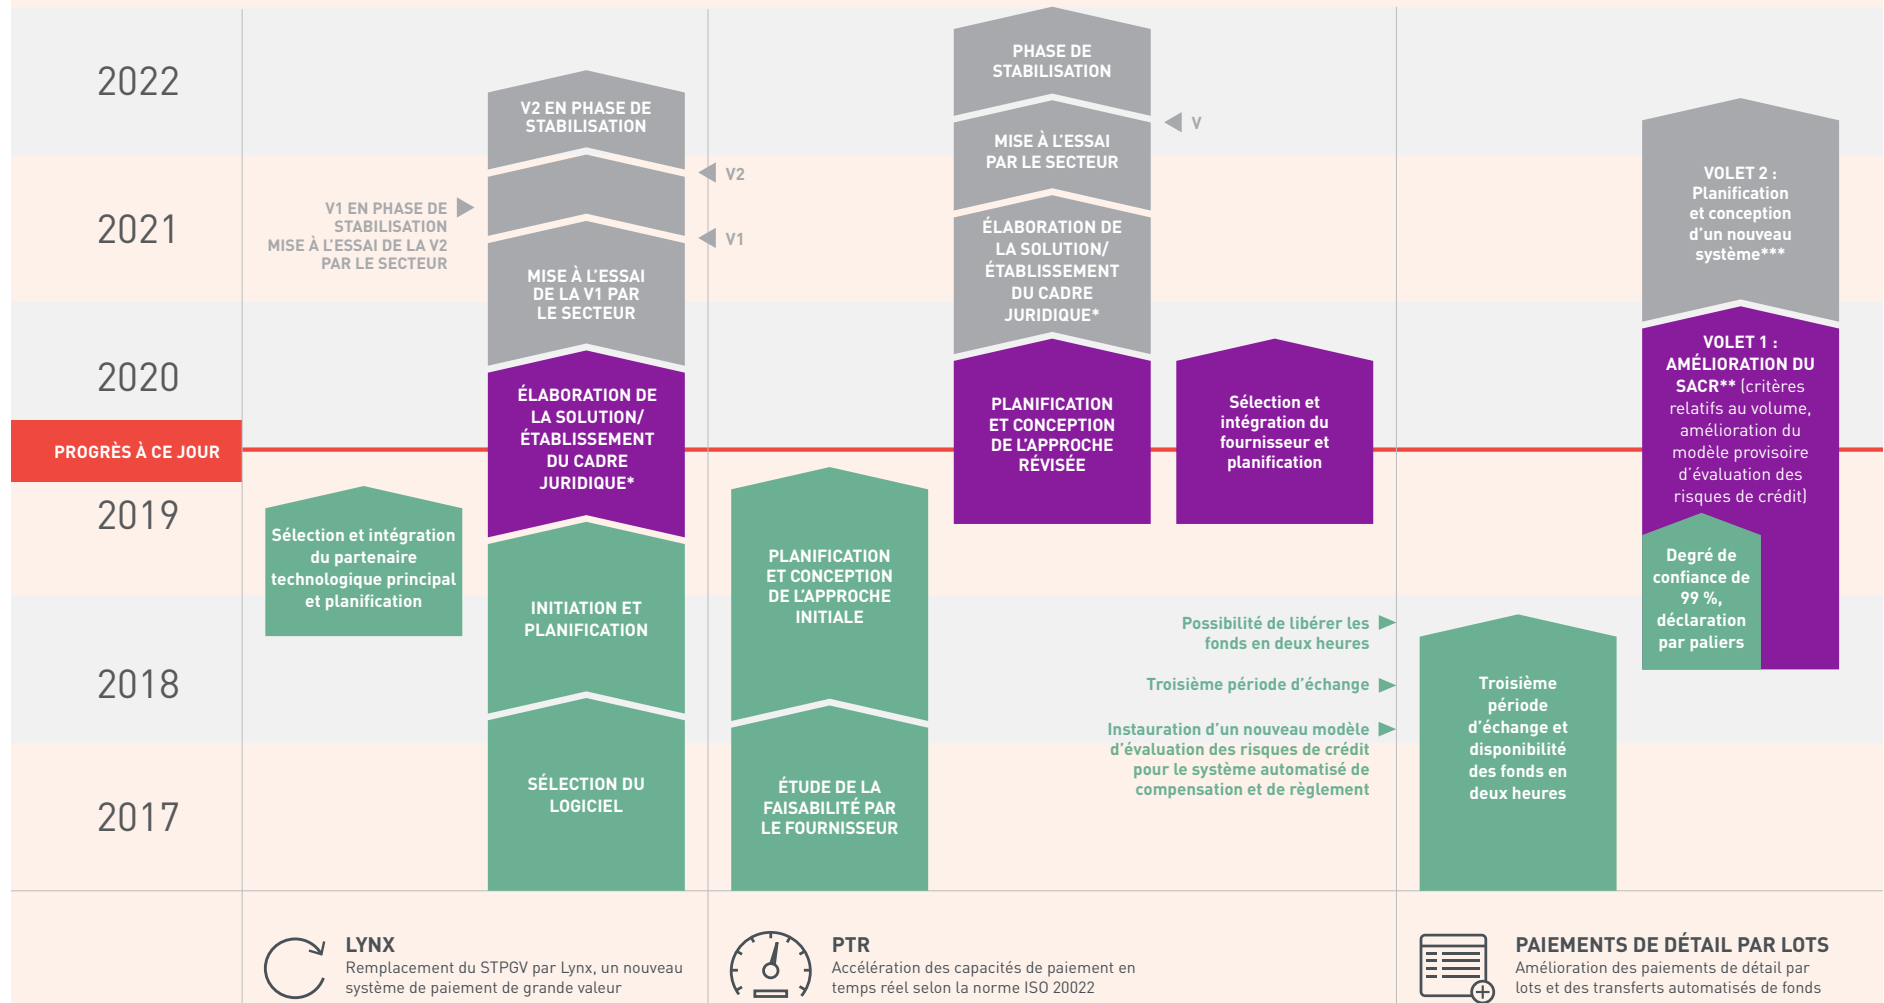 2022
2021
2020
PROGRÈS À CE JOUR
2019
2018
2017
V2 EN PHASE DE
STABILISATION
V2
V1 EN PHASE DE
STABILISATION
MISE À L'ESSAI DE LA V2
PAR LE SECTEUR
V1
MISE À L'ESSAI
DE LA V1 PAR
LE SECTEUR
ÉLABORATION DE
LA SOLUTION/
ÉTABLISSEMENT
DU CADRE
JURIDIQUE*
Sélection et intégration
du partenaire
technologique principal
et planification
INITIATION ET
PLANIFICATION
SÉLECTION DU
LOGICIEL
PHASE DE
STABILISATION
V
MISE À L'ESSAI
PAR LE SECTEUR
ÉLABORATION DE
LA SOLUTION/
ÉTABLISSEMENT
DU CADRE
JURIDIQUE*
PLANIFICATION
ET CONCEPTION
DE L'APPROCHE
RÉVISÉE
Sélection et
intégration du
fournisseur et
planification
PLANIFICATION
ET CONCEPTION
DE L'APPROCHE
INITIALE
ÉTUDE DE LA
FAISABILITÉ PAR
LE FOURNISSEUR
Possibilité de libérer les
fonds en deux heures
Troisième période d'échange
Instauration d'un nouveau modèle
d'évaluation des risques de crédit
pour le système automatisé de
compensation et de règlement
VOLET 2 :
Planification
et conception
d'un nouveau
système***
VOLET 1 :
AMÉLIORATION DU
SACR** (critères
relatifs au volume,
amélioration du
modèle provisoire
d'évaluation des
risques de crédit)
Degré de
confiance de
99 %,
déclaration
par paliers
Troisième
période
d'échange et
disponibilité
des fonds en
deux heures
LYNX
Remplacement du STPGV par Lynx, un nouveau
système de paiement de grande valeur
PTR
Accélération des capacités de paiement en
temps réel selon la norme ISO 20022
PAIEMENTS DE DÉTAIL PAR LOTS
Amélioration des paiements de détail par
lots et des transferts automatisés de fonds